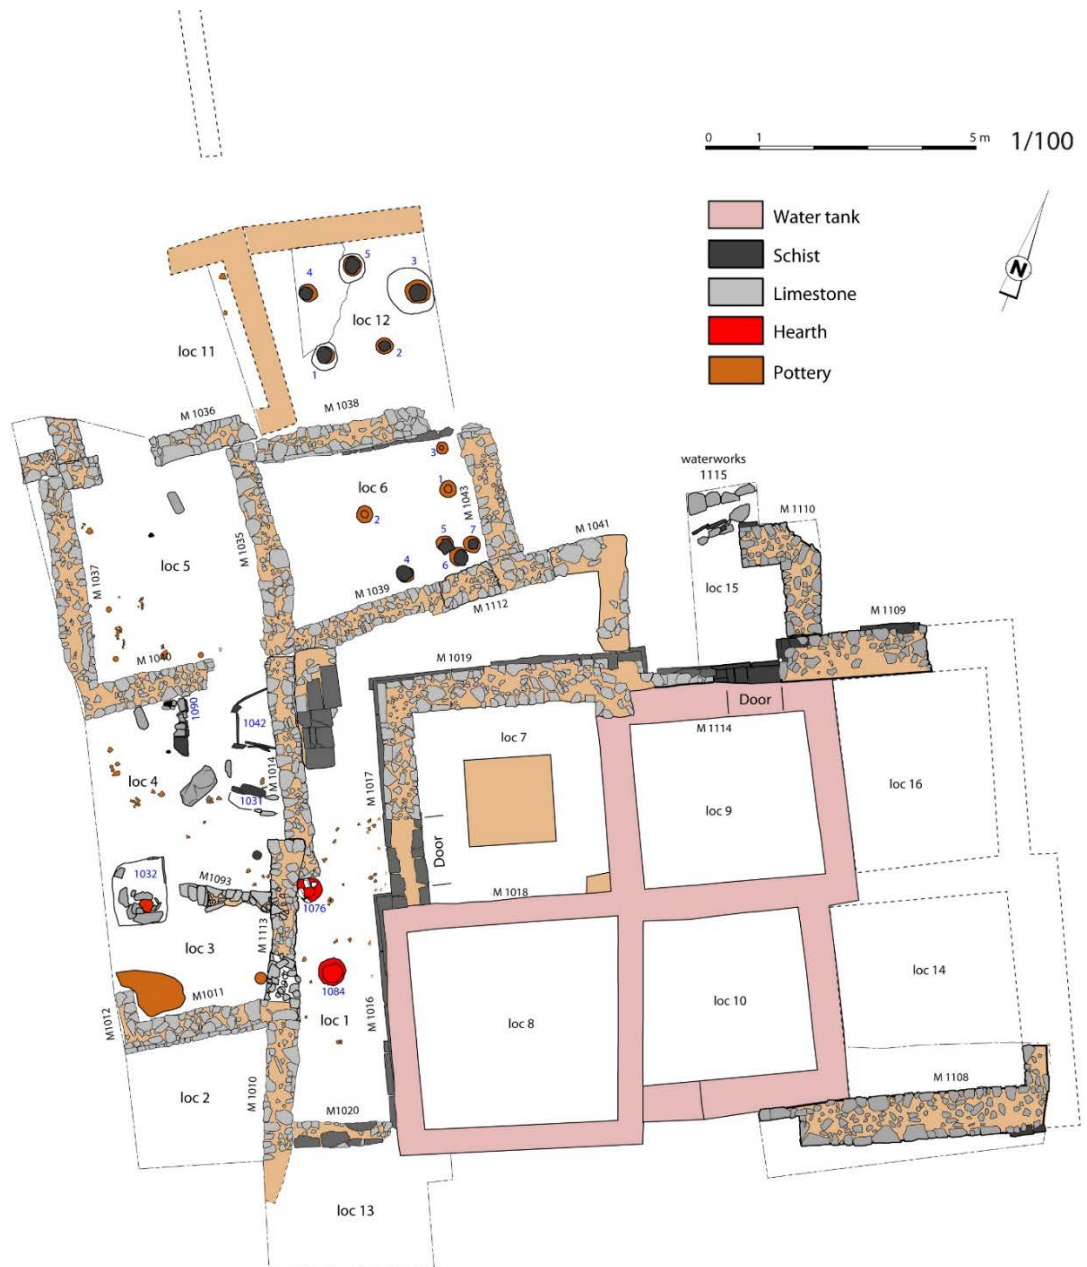 0 1 5 m 1/100
Water tank
Schist
Limestone
Hearth
Pottery
N
5
4
3
loc 12
2
1
loc 11
M 1036
M 1038
3
loc 6
1
M 1043
2
5
7
6
4
M 1035
M 1037
loc 5
M 1039
M 1041
M 1112
waterworks
1115
M 1110
loc 15
M 1109
M 1040
M 1019
1090
1042
M 1014
loc 4
1031
M 1017
loc 7
Door
M 1114
loc 9
loc 16
Door
1032
M1093
1076
M 1018
M 1113
loc 3
1084
M1011
M1012
loc 1
M 1016
loc 8
loc 10
loc 14
loc 2
M 1010
M1020
M 1108
loc 13